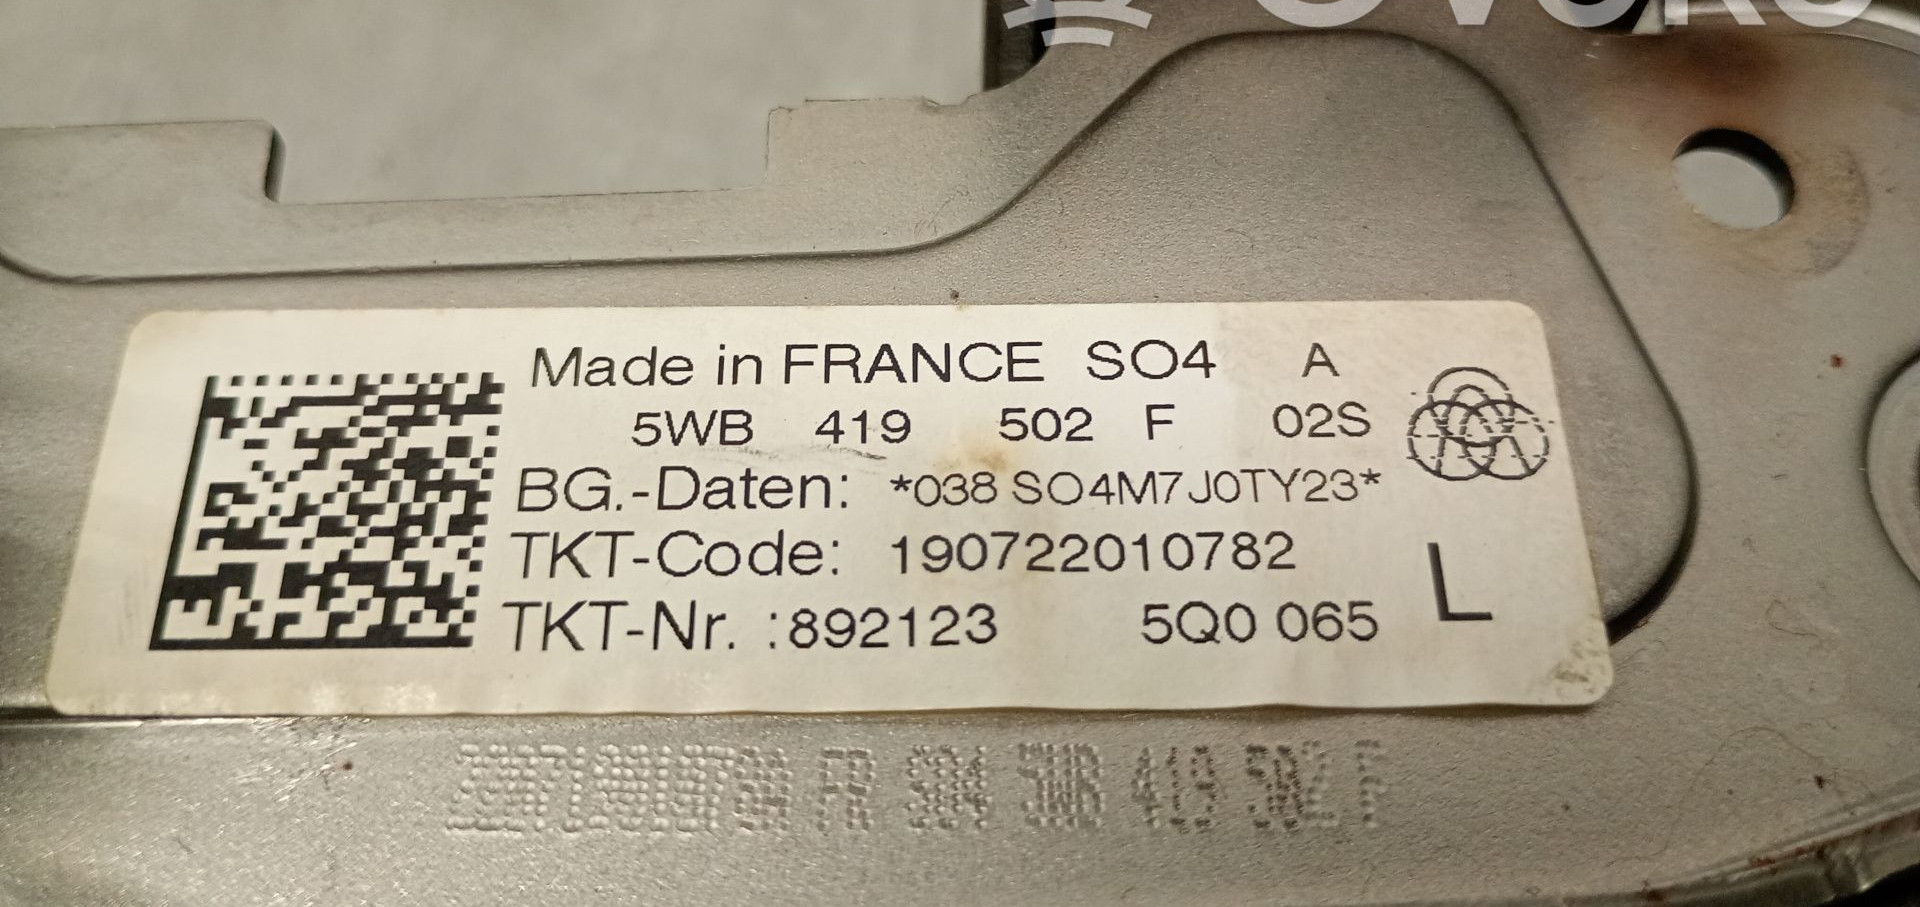 Made in FRANCE SO4 A
5WB 419 502 F 02S
BG.-Daten: *038 SO4M7J0TY23*
TKT-Code: 190722010782
TKT-Nr. :892123 5Q0 065
L